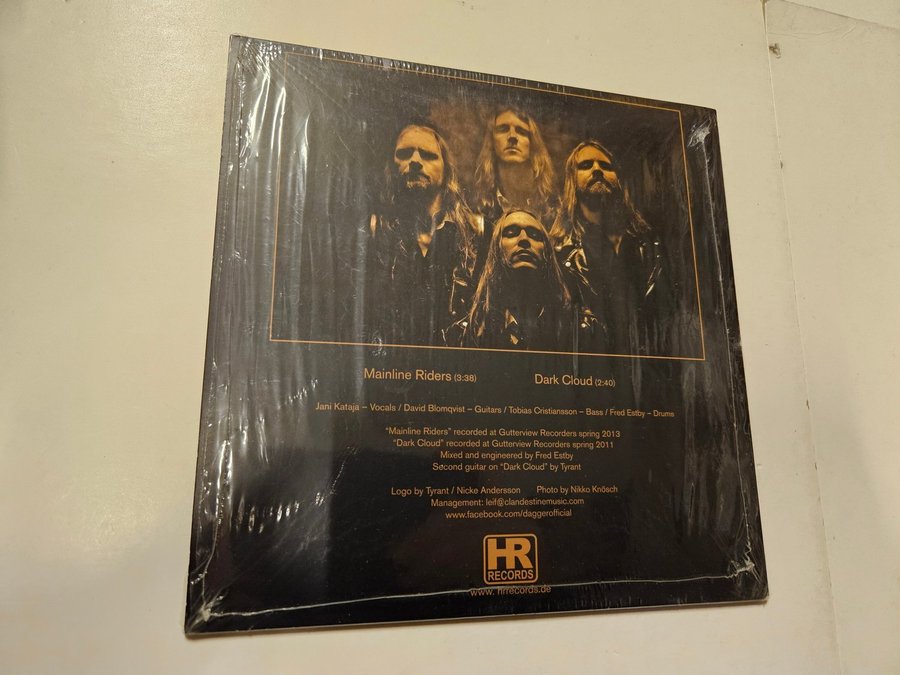 Mainline Riders (3:38) Dark Cloud (2:40)
Jani Kataja – Vocals / David Blomqvist – Guitars / Tobias Cristiansson – Bass / Fred Estby – Drums
“Mainline Riders” recorded at Gutterview Recorders spring 2013
“Dark Cloud” recorded at Gutterview Recorders spring 2011
Mixed and engineered by Fred Estby
Second guitar on “Dark Cloud” by Tyrant
Logo by Tyrant / Nicke Andersson Photo by Nikko Knösch
Management: leif@clandestinemusic.com
www.facebook.com/daggerofficial
HR
RECORDS
www.hrrecords.de